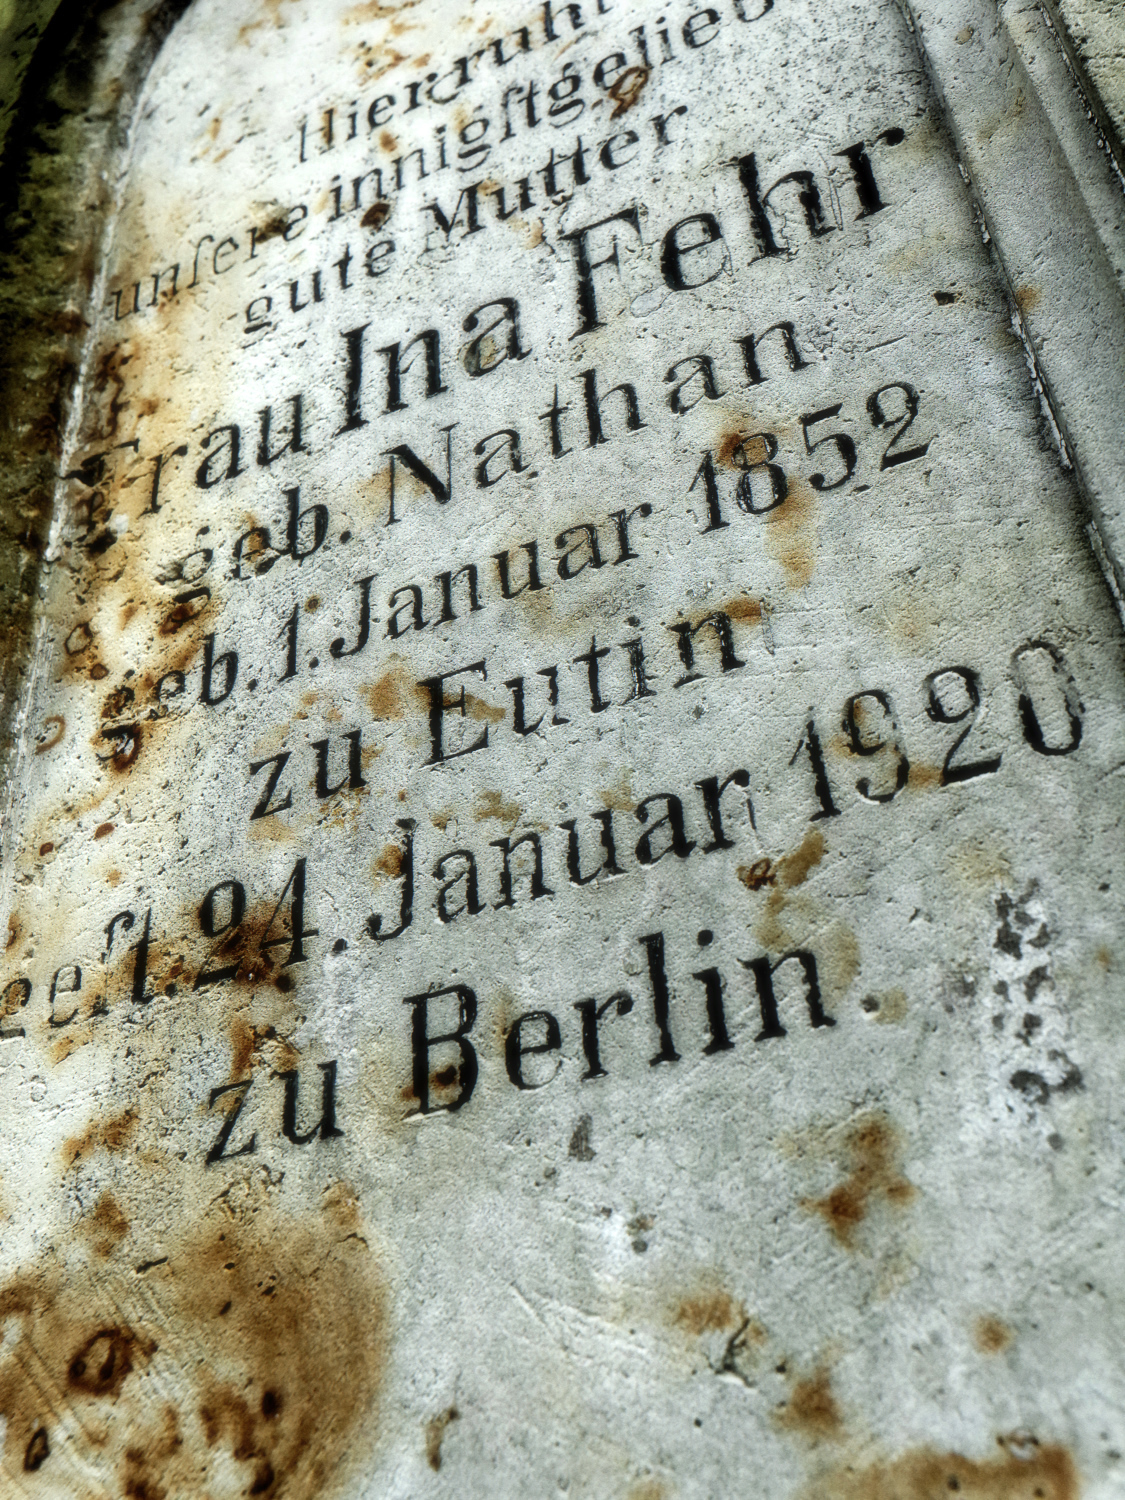 Hier ruht
unſere innigſtgelieb
gute Mutter
Frau Ina Fehr
geb. Nathan
geb. 1. Januar 1852
zu Eutin
geſt. 24. Januar 1920
zu Berlin